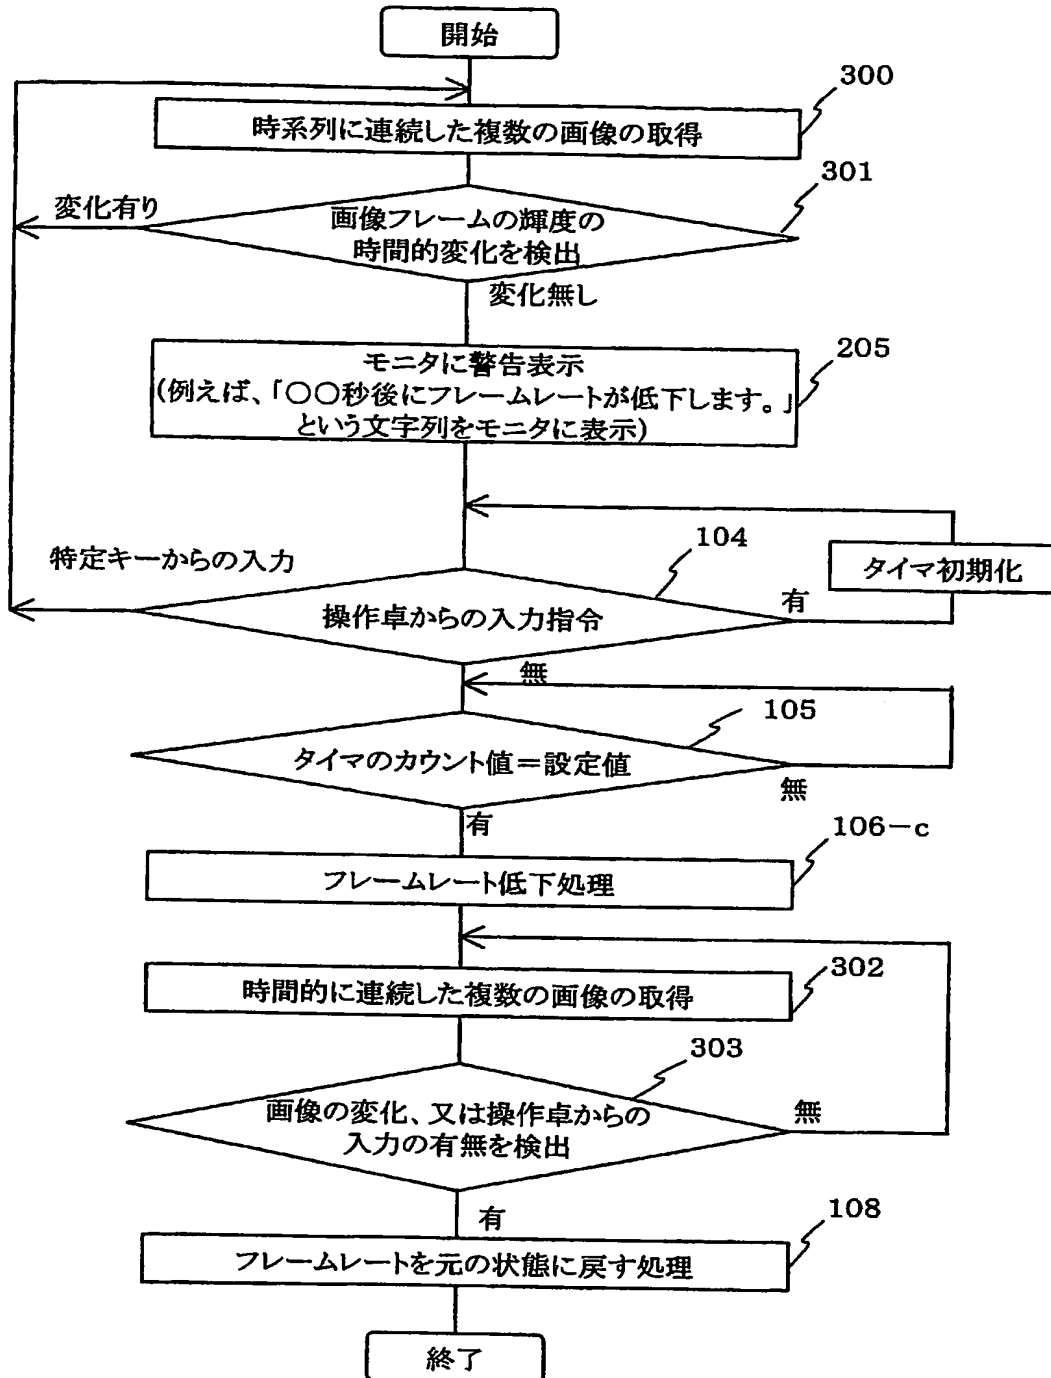 開始
300
時系列に連続した複数の画像の取得
301
変化有り
画像フレームの輝度の
時間的変化を検出
変化無し
205
モニタに警告表示
(例えば、「〇〇秒後にフレームレートが低下します。」
という文字列をモニタに表示)
104
特定キーからの入力
タイマ初期化
操作卓からの入力指令
有
無
105
タイマのカウント値＝設定値
無
有
106−c
フレームレート低下処理
302
時間的に連続した複数の画像の取得
303
画像の変化、又は操作卓からの
入力の有無を検出
無
有
108
フレームレートを元の状態に戻す処理
終了